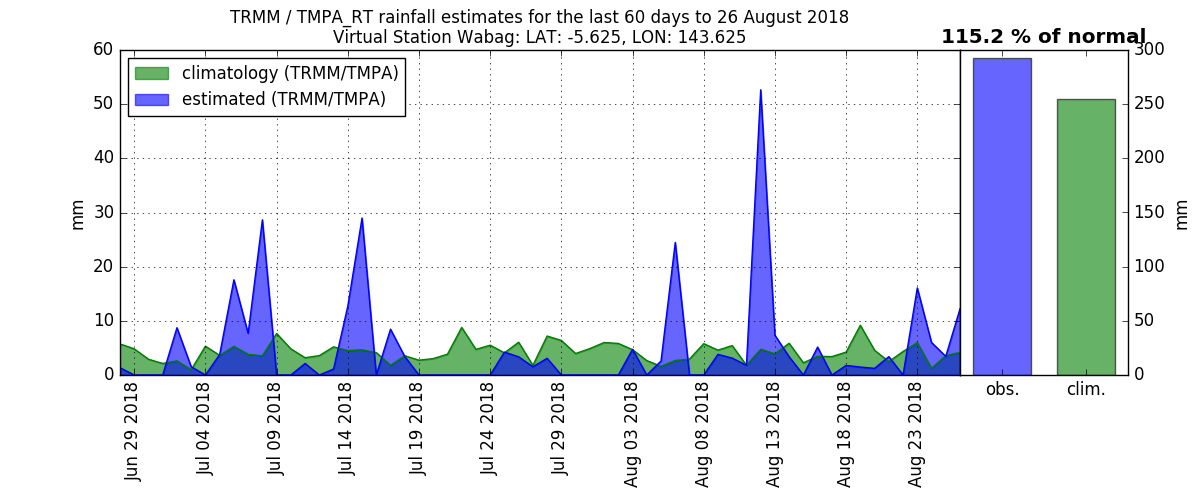 TRMM / TMPA_RT rainfall estimates for the last 60 days to 26 August 2018
Virtual Station Wabag: LAT: -5.625, LON: 143.625
115.2 % of normal
climatology (TRMM/TMPA)
estimated (TRMM/TMPA)
60
50
40
30
20
10
0
mm
Jun 29 2018
Jul 04 2018
Jul 09 2018
Jul 14 2018
Jul 19 2018
Jul 24 2018
Jul 29 2018
Aug 03 2018
Aug 08 2018
Aug 13 2018
Aug 18 2018
Aug 23 2018
obs.
clim.
300
250
200
150
100
50
0
mm